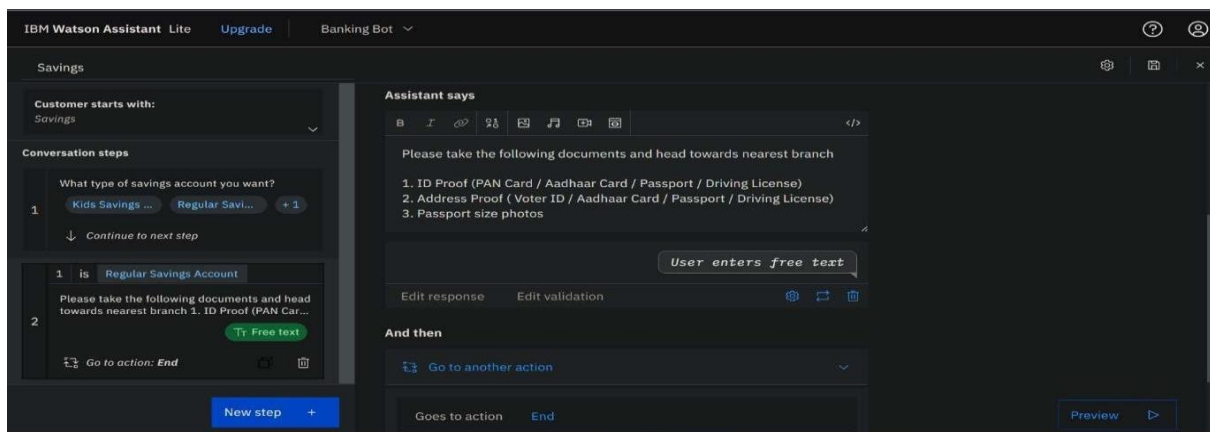 IBM Watson Assistant Lite Upgrade Banking Bot
Savings
Customer starts with:
Savings
Conversation steps
What type of savings account you want?
1 Kids Savings ... Regular Savi... + 1
Continue to next step
1 is Regular Savings Account
Please take the following documents and head
towards nearest branch 1. ID Proof (PAN Car...
2
Tт Free text
Go to action: End
New step +
Assistant says
B I </>
Please take the following documents and head towards nearest branch
1. ID Proof (PAN Card / Aadhaar Card / Passport / Driving License)
2. Address Proof ( Voter ID / Aadhaar Card / Passport / Driving License)
3. Passport size photos
User enters free text
Edit response Edit validation
And then
Go to another action
Goes to action End
Preview